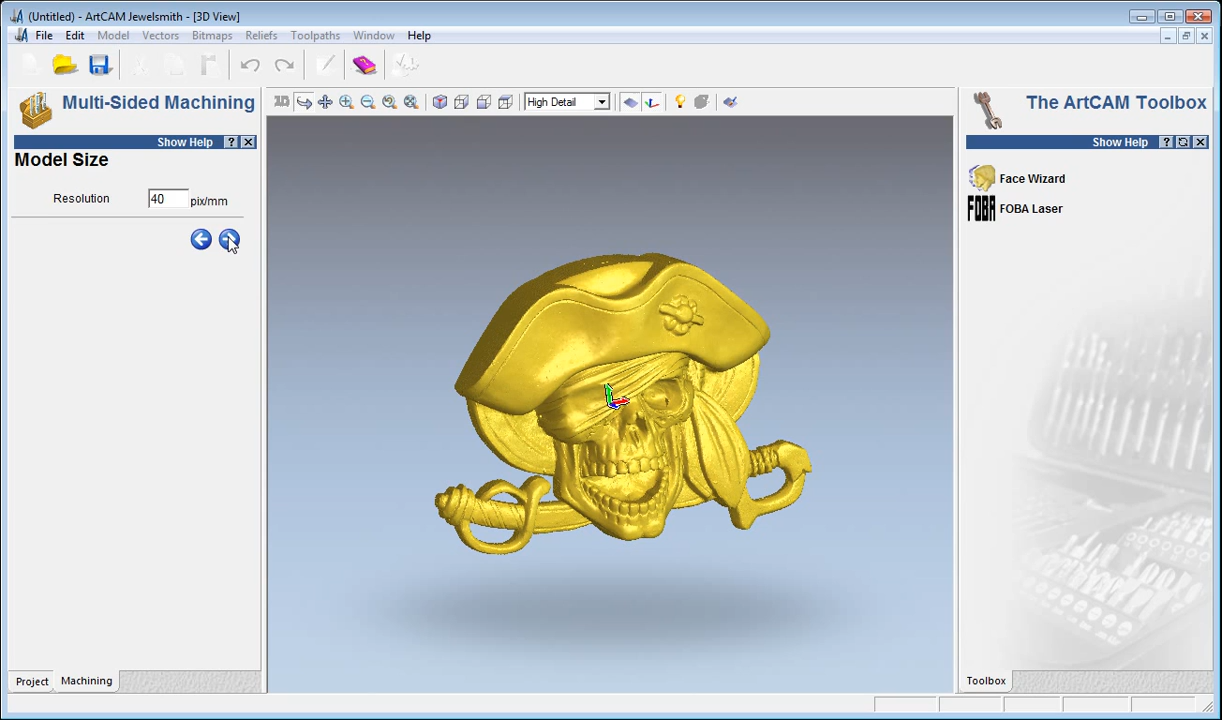 (Untitled) - ArtCAM Jewelsmith - [3D View]
File Edit Model Vectors Bitmaps Reliefs Toolpaths Window Help
Multi-Sided Machining
Show Help ?
Model Size
Resolution 40 pix/mm
Project Machining
2D High Detail
The ArtCAM Toolbox
Show Help ?
Face Wizard
FOBA FOBA Laser
Toolbox